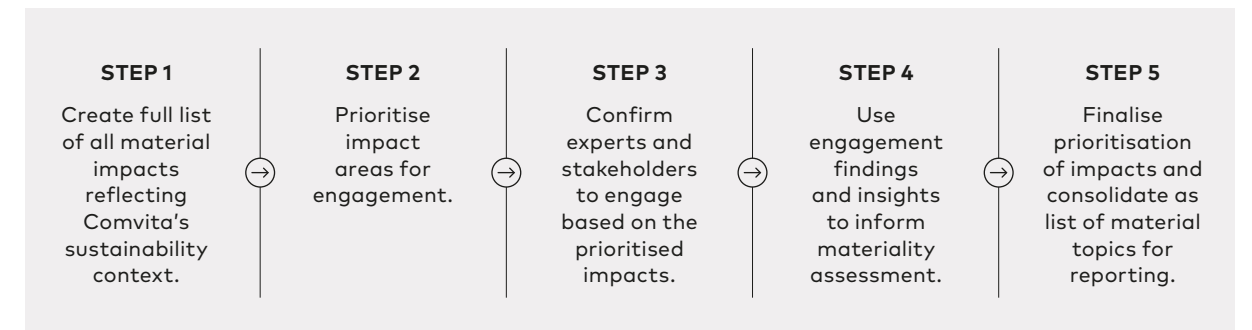 STEP 1
Create full list
of all material
impacts
reflecting
Comvita's
sustainability
context.
STEP 2
Prioritise
impact
areas for
engagement.
STEP 3
Confirm
experts and
stakeholders
to engage
based on the
prioritised
impacts.
STEP 4
Use
engagement
findings
and insights
to inform
materiality
assessment.
STEP 5
Finalise
prioritisation
of impacts and
consolidate as
list of material
topics for
reporting.